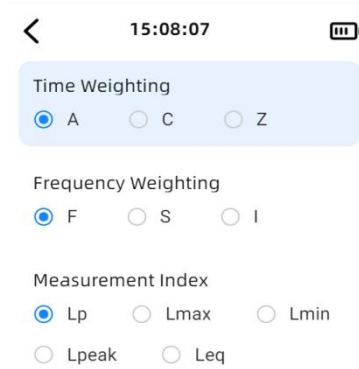 15:08:07
Time Weighting
A C Z
Frequency Weighting
F S I
Measurement Index
Lp Lmax Lmin
Lpeak Leq